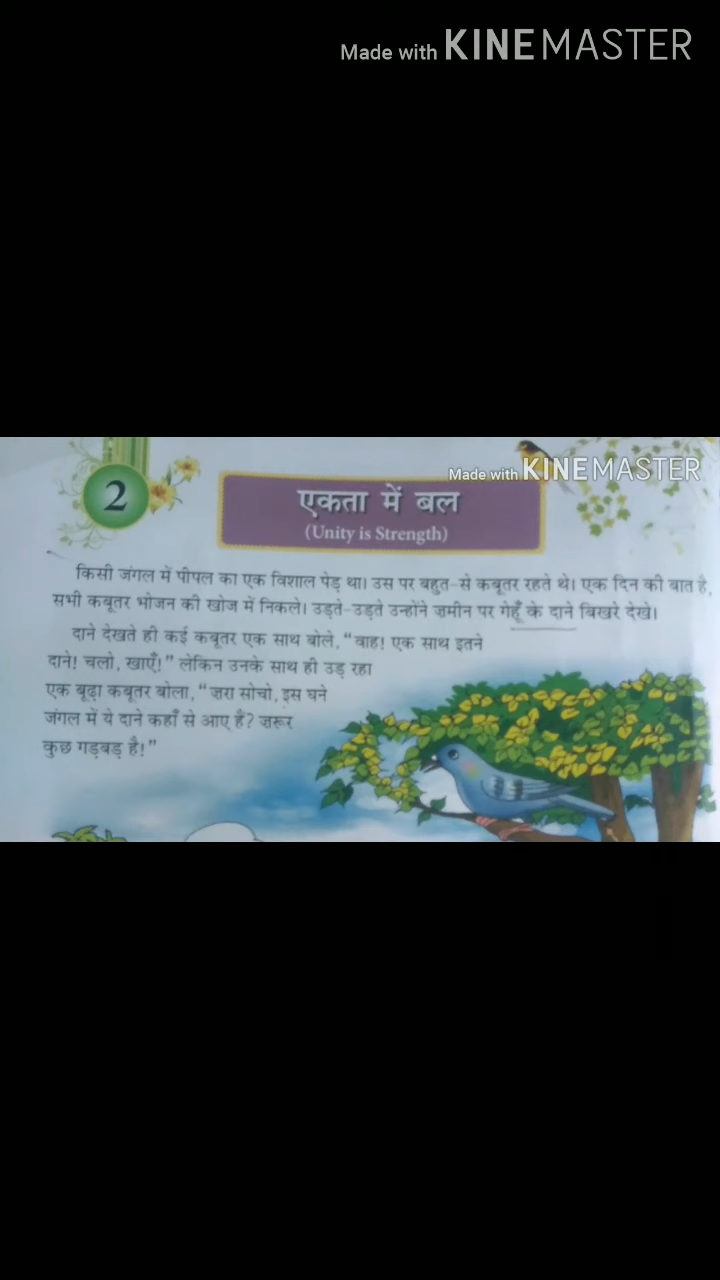 Made with KINEMASTER
Made with KINEMASTER
2
एकता में बल
(Unity is Strength)
किसी जंगल में पीपल का एक विशाल पेड़ था। उस पर बहुत-से कबूतर रहते थे। एक दिन की बात है,
सभी कबूतर भोजन की खोज में निकले। उड़ते-उड़ते उन्होंने ज़मीन पर गेहूँ के दाने बिखरे देखे।
दाने देखते ही कई कबूतर एक साथ बोले, “वाह! एक साथ इतने
दाने! चलो, खाएँ!” लेकिन उनके साथ ही उड़ रहा
एक बूढ़ा कबूतर बोला, “ज़रा सोचो, इस घने
जंगल में ये दाने कहाँ से आए हैं? ज़रूर
कुछ गड़बड़ है!”